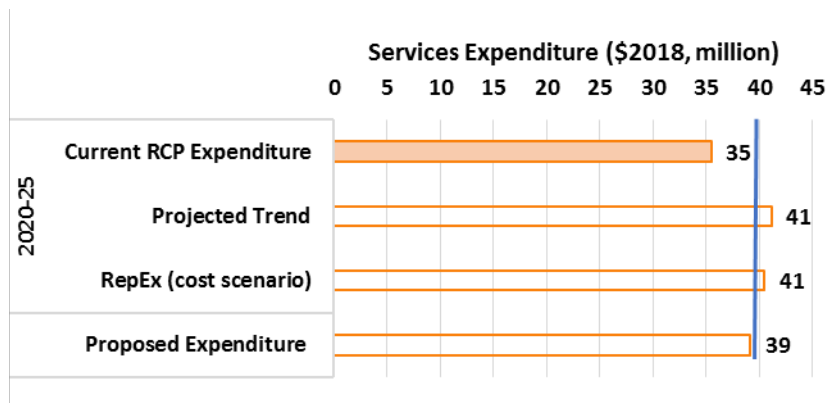 Services Expenditure ($2018, million)
0 5 10 15 20 25 30 35 40 45
2020-25
Current RCP Expenditure 35
Projected Trend 41
RepEx (cost scenario) 41
Proposed Expenditure 39